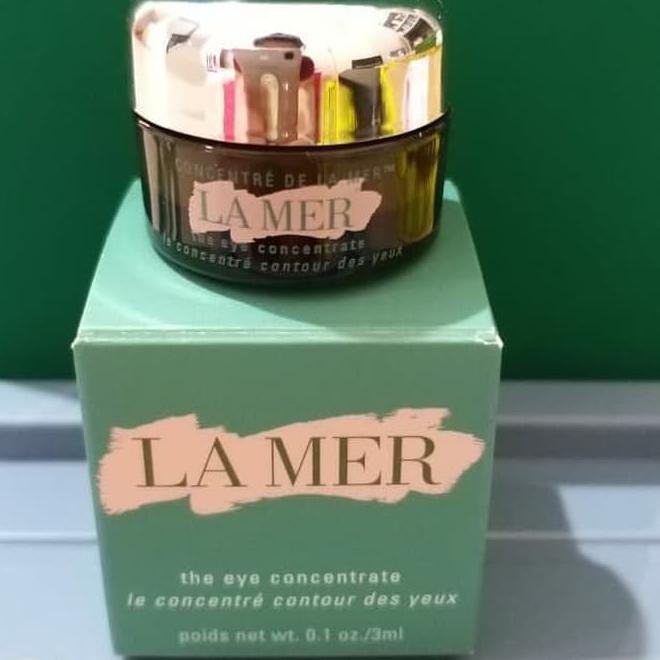 CONCENTRÉ DE LA MER™
LA MER
the eye concentrate
le concentré contour des yeux
LA MER
the eye concentrate
le concentré contour des yeux
poids net wt. 0.1 oz./3ml